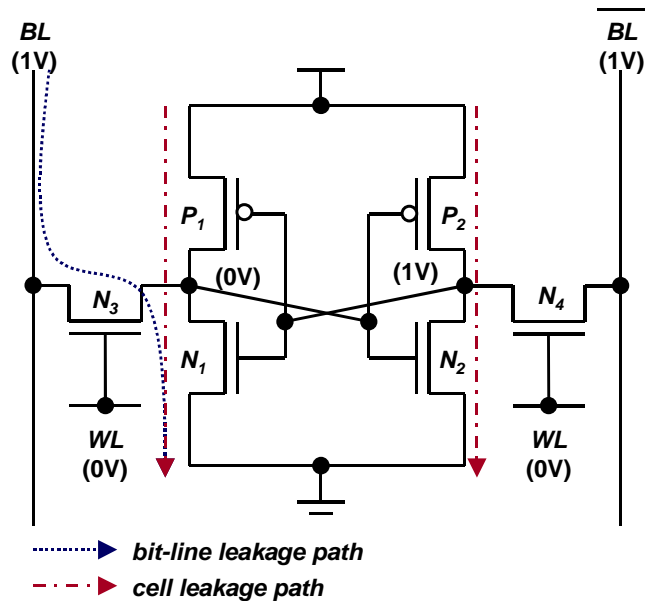 BL
(1V)
BL
(1V)
P1
P2
(0V)
(1V)
N3
N4
N1
N2
WL
(0V)
WL
(0V)
bit-line leakage path
cell leakage path